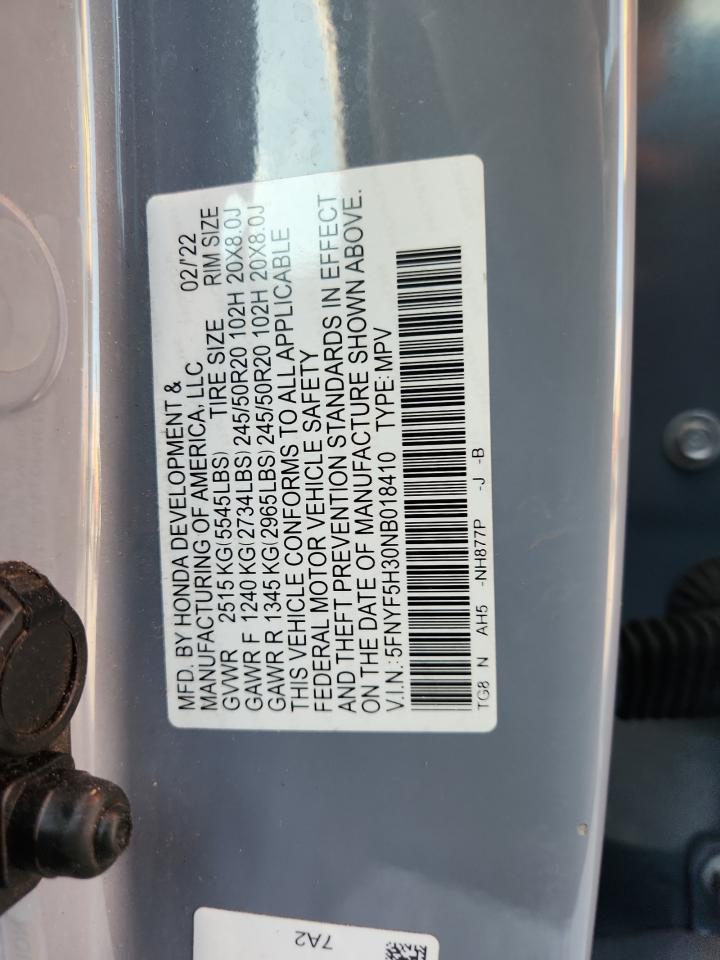 MFD. BY HONDA DEVELOPMENT &
MANUFACTURING OF AMERICA, LLC 02/'22
GVWR 2515 KG(5545LBS) TIRE SIZE RIM SIZE
GAWR F 1240 KG(2734LBS) 245/50R20 102H 20X8.0J
GAWR R 1345 KG(2965LBS) 245/50R20 102H 20X8.0J
THIS VEHICLE CONFORMS TO ALL APPLICABLE
FEDERAL MOTOR VEHICLE SAFETY
AND THEFT PREVENTION STANDARDS IN EFFECT
ON THE DATE OF MANUFACTURE SHOWN ABOVE.
V.I.N.: 5FNYF5H30NB018410 TYPE: MPV
TG8 N AH5 -NH877P -J -B
7A2